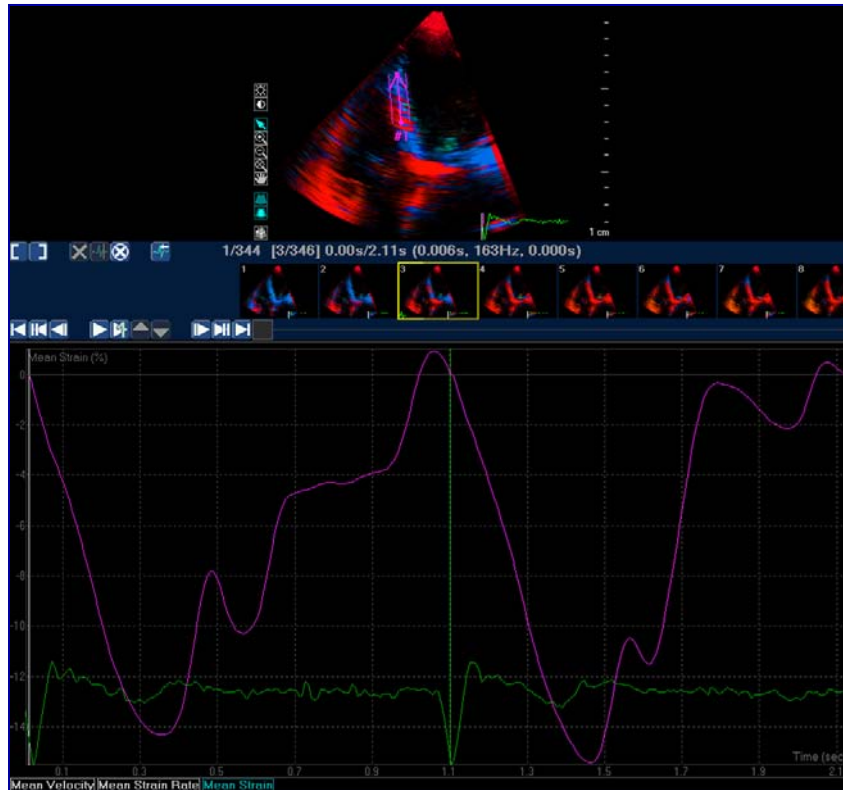 1 cm
1/344 [3/346] 0.00s/2.11s (0.006s, 163Hz, 0.000s)
1 2 3 4 5 6 7 8
Mean Strain (%)
0
-2
-4
-6
-8
-10
-12
-14
Time (sec
0.1 0.3 0.5 0.7 0.9 1.1 1.3 1.5 1.7 1.9 2.1
Mean Velocity Mean Strain Rate Mean Strain